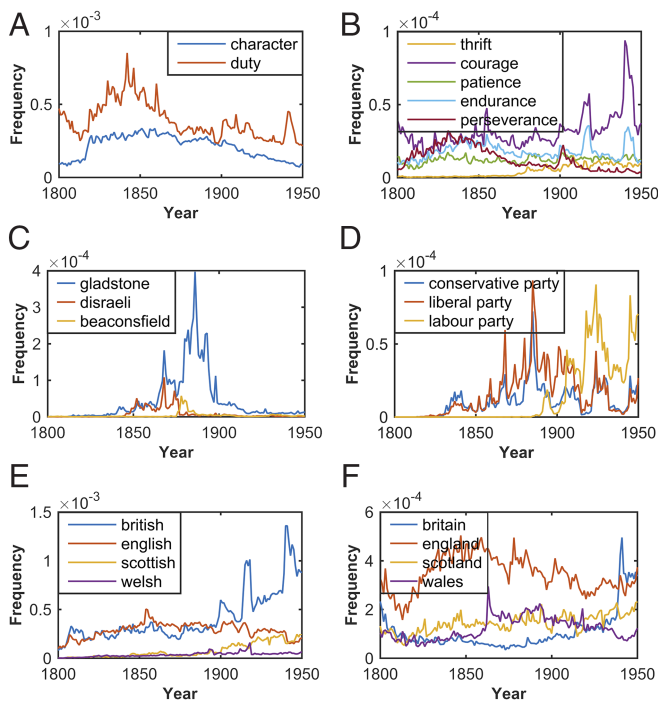 A
×10⁻³
1
0.5
0
Frequency
character
duty
1800 1850 1900 1950
Year
B
×10⁻⁴
1
0.5
0
Frequency
thrift
courage
patience
endurance
perseverance
1800 1850 1900 1950
Year
C
×10⁻⁴
4
3
2
1
0
Frequency
gladstone
disraeli
beaconsfield
1800 1850 1900 1950
Year
D
×10⁻⁴
1
0.5
0
Frequency
conservative party
liberal party
labour party
1800 1850 1900 1950
Year
E
×10⁻³
1.5
1
0.5
0
Frequency
british
english
scottish
welsh
1800 1850 1900 1950
Year
F
×10⁻⁴
6
4
2
0
Frequency
britain
england
scotland
wales
1800 1850 1900 1950
Year